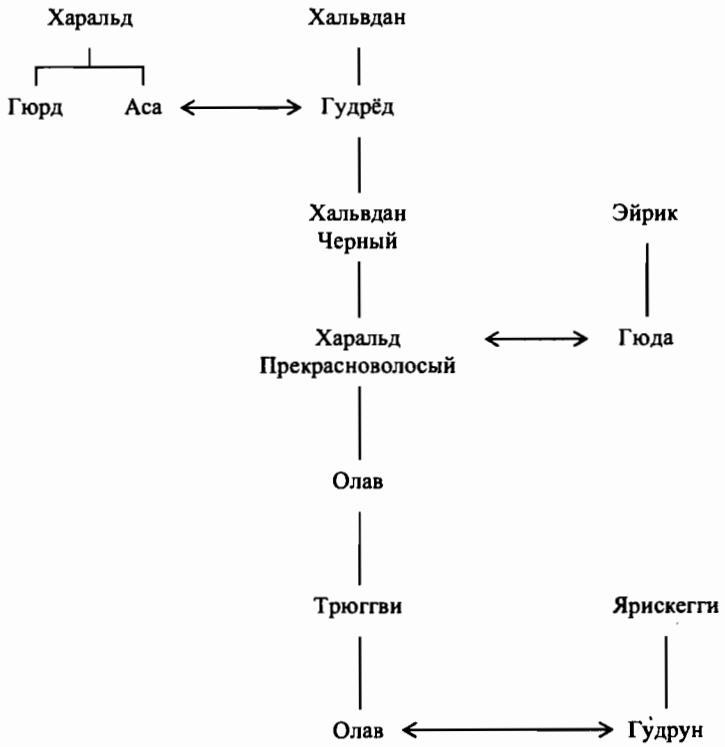 Харальд Хальвдан
Гюрд Аса Гудрёд
Хальвдан Эйрик
Черный
Харальд Гюда
Прекрасноволосый
Олав
Трюггви Ярискегги
Олав Гудрун